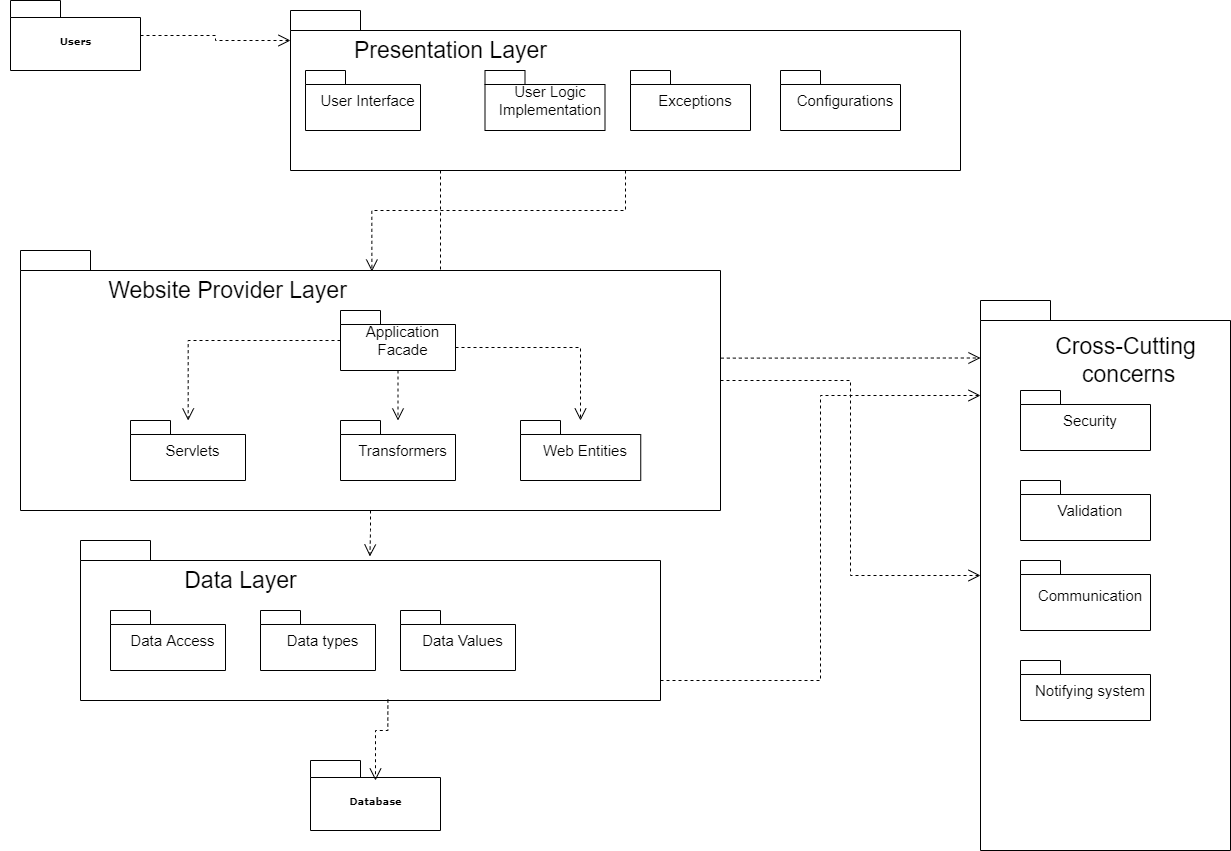 Users
Presentation Layer
User Interface
User Logic
Implementation
Exceptions
Configurations
Website Provider Layer
Application
Facade
Servlets
Transformers
Web Entities
Cross-Cutting
concerns
Security
Validation
Communication
Notifying system
Data Layer
Data Access
Data types
Data Values
Database